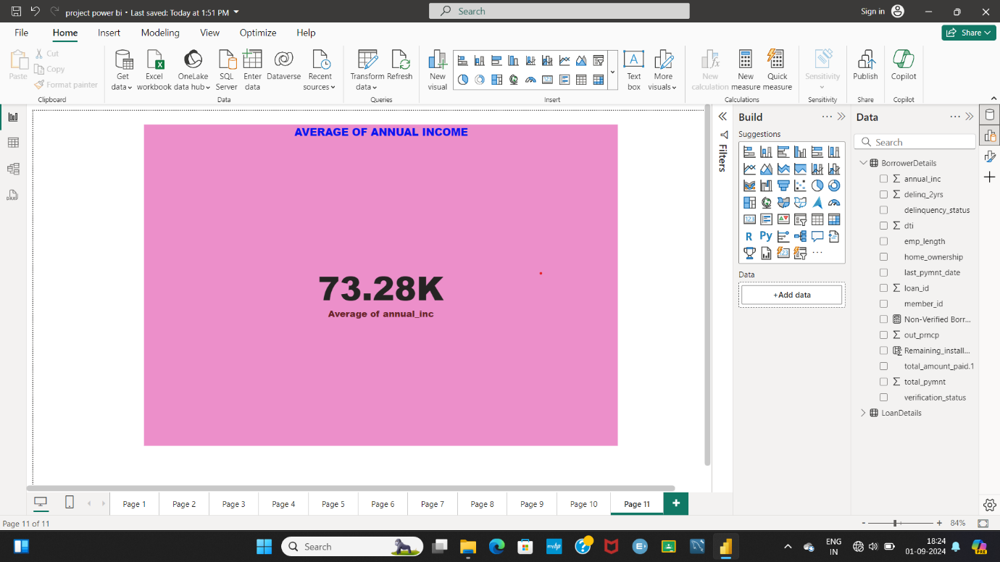 project power bi • Last saved: Today at 1:51 PM
Search
Sign in
File Home Insert Modeling View Optimize Help
Share
Paste
Cut
Copy
Format painter
Clipboard
Get data
Excel workbook
OneLake data hub
SQL Server
Enter data
Dataverse
Recent sources
Data
Transform data
Refresh
Queries
New visual
Text box
More visuals
Insert
New calculation
New measure
Quick measure
Calculations
Sensitivity
Sensitivity
Publish
Share
Copilot
Copilot
AVERAGE OF ANNUAL INCOME
73.28K
Average of annual_inc
Filters
Build
Suggestions
R Py
123
123
Data
+Add data
Data
Search
BorrowerDetails
annual_inc
delinq_2yrs
delinquency_status
dti
emp_length
home_ownership
last_pymnt_date
loan_id
member_id
Non-Verified Borr...
out_prncp
Remaining_install...
total_amount_paid.1
total_pymnt
verification_status
LoanDetails
Page 1 Page 2 Page 3 Page 4 Page 5 Page 6 Page 7 Page 8 Page 9 Page 10 Page 11
Page 11 of 11
84%
Search
ENG
IN
18:24
01-09-2024